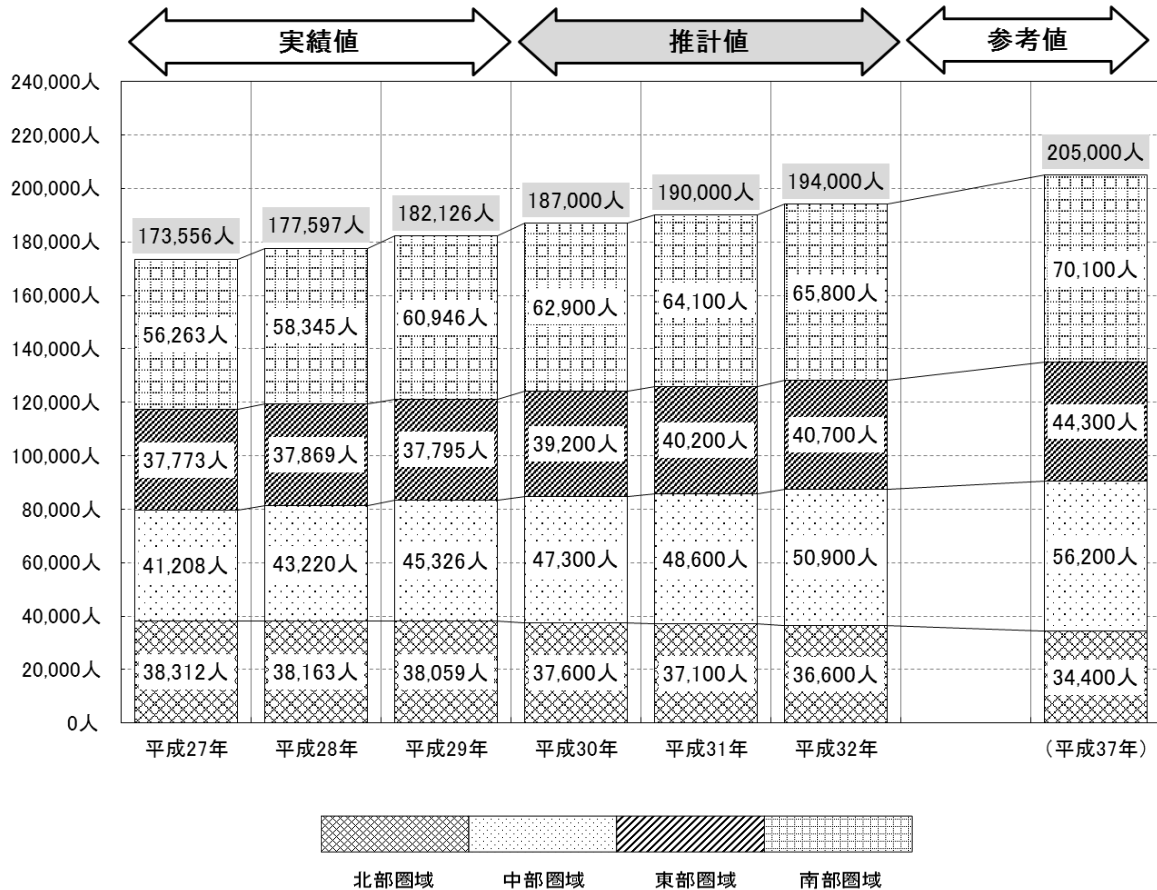 実績値 推計値 参考値
240,000人
220,000人
200,000人
180,000人
160,000人
140,000人
120,000人
100,000人
80,000人
60,000人
40,000人
20,000人
0人
173,556人 177,597人 182,126人 187,000人 190,000人 194,000人 205,000人
56,263人 58,345人 60,946人 62,900人 64,100人 65,800人 70,100人
37,773人 37,869人 37,795人 39,200人 40,200人 40,700人 44,300人
41,208人 43,220人 45,326人 47,300人 48,600人 50,900人 56,200人
38,312人 38,163人 38,059人 37,600人 37,100人 36,600人 34,400人
平成27年 平成28年 平成29年 平成30年 平成31年 平成32年 (平成37年)
北部圏域 中部圏域 東部圏域 南部圏域